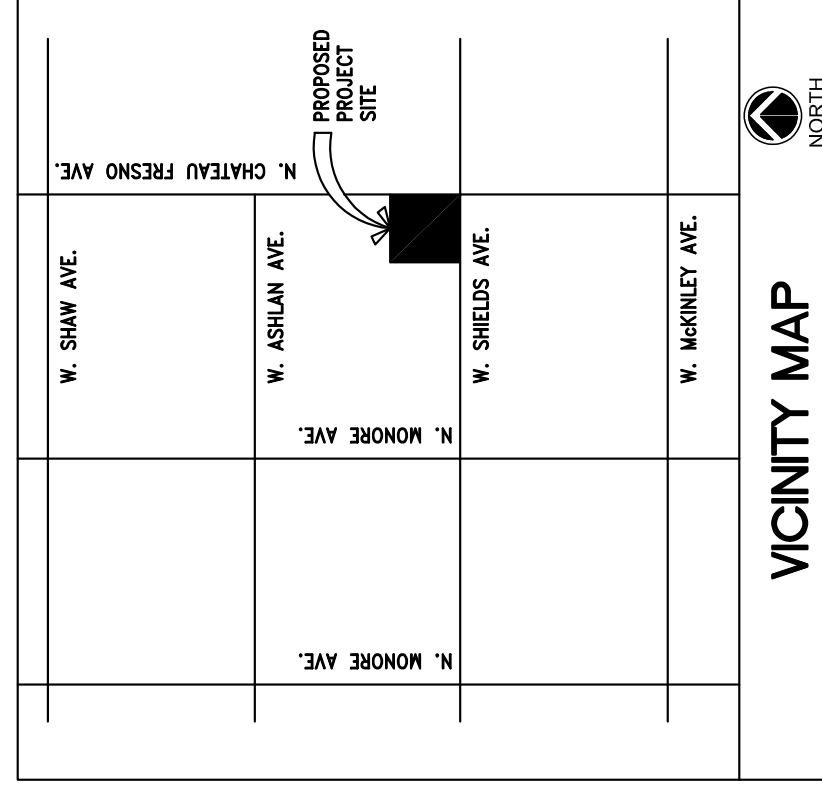 N. CHATEAU FRESNO AVE.
PROPOSED
PROJECT
SITE
W. SHAW AVE.
W. ASHLAN AVE.
W. SHIELDS AVE.
W. McKINLEY AVE.
N. MONORE AVE.
N. MONORE AVE.
VICINITY MAP
NORTH